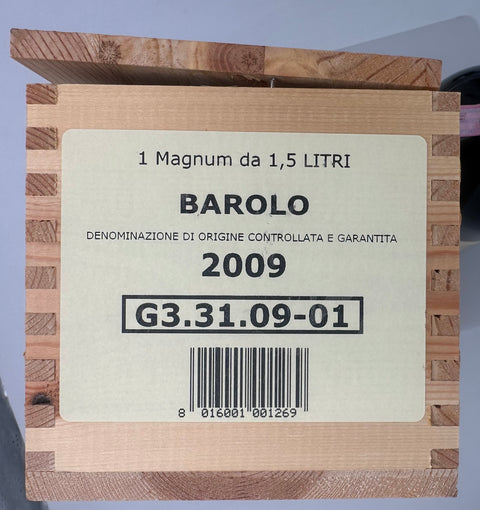 1 Magnum da 1,5 LITRI
BAROLO
DENOMINAZIONE DI ORIGINE CONTROLLATA E GARANTITA
2009
G3.31.09-01
8 016001 001269